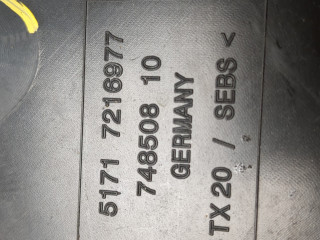 5171 7216977
748508 10
GERMANY
TX 20 / SEBS <